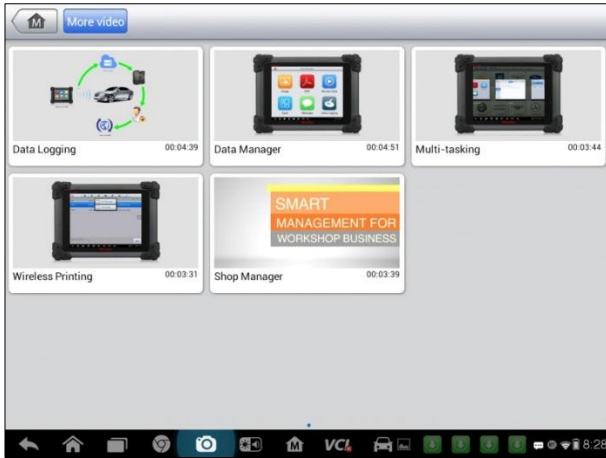 More video
Data Logging 00:04:39
Data Manager 00:04:51
Multi-tasking 00:03:44
SMART
MANAGEMENT FOR
WORKSHOP BUSINESS
Wireless Printing 00:03:31
Shop Manager 00:03:39
VCI
8:28